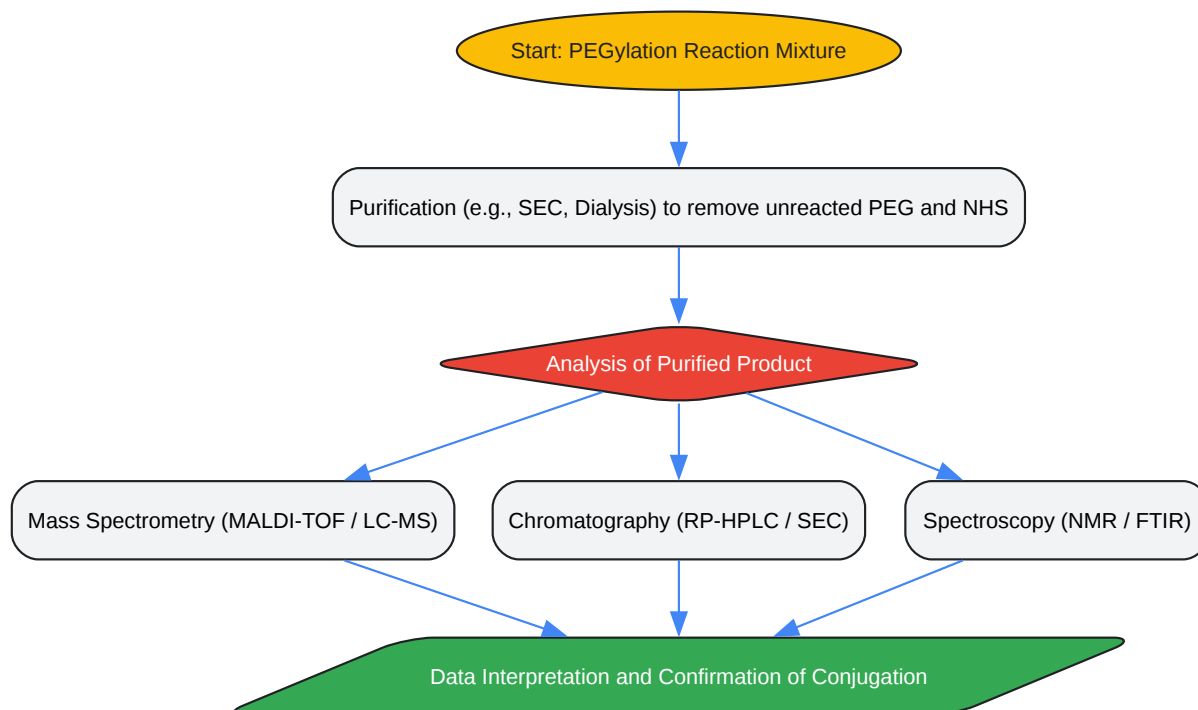 Start: PEGylation Reaction Mixture
Purification (e.g., SEC, Dialysis) to remove unreacted PEG and NHS
Analysis of Purified Product
Mass Spectrometry (MALDI-TOF / LC-MS)
Chromatography (RP-HPLC / SEC)
Spectroscopy (NMR / FTIR)
Data Interpretation and Confirmation of Conjugation